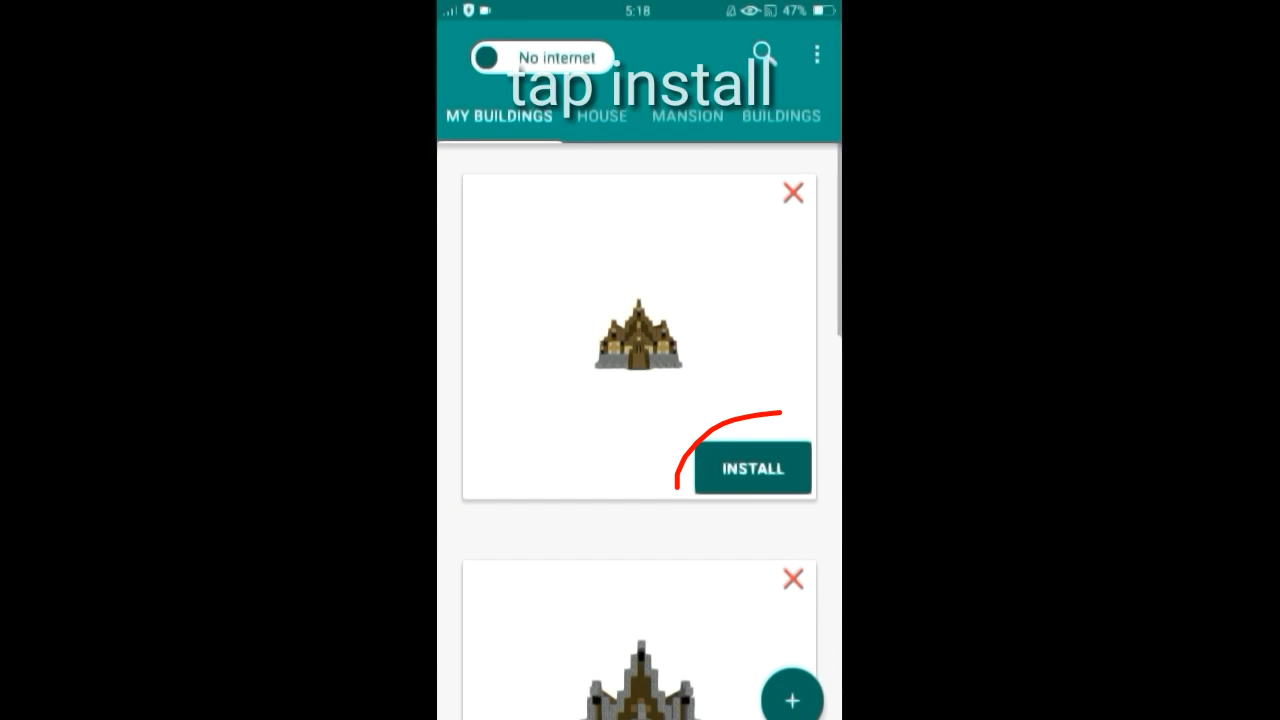 5:18 47%
No internet
tap install
MY BUILDINGS HOUSE MANSION BUILDINGS
INSTALL
+